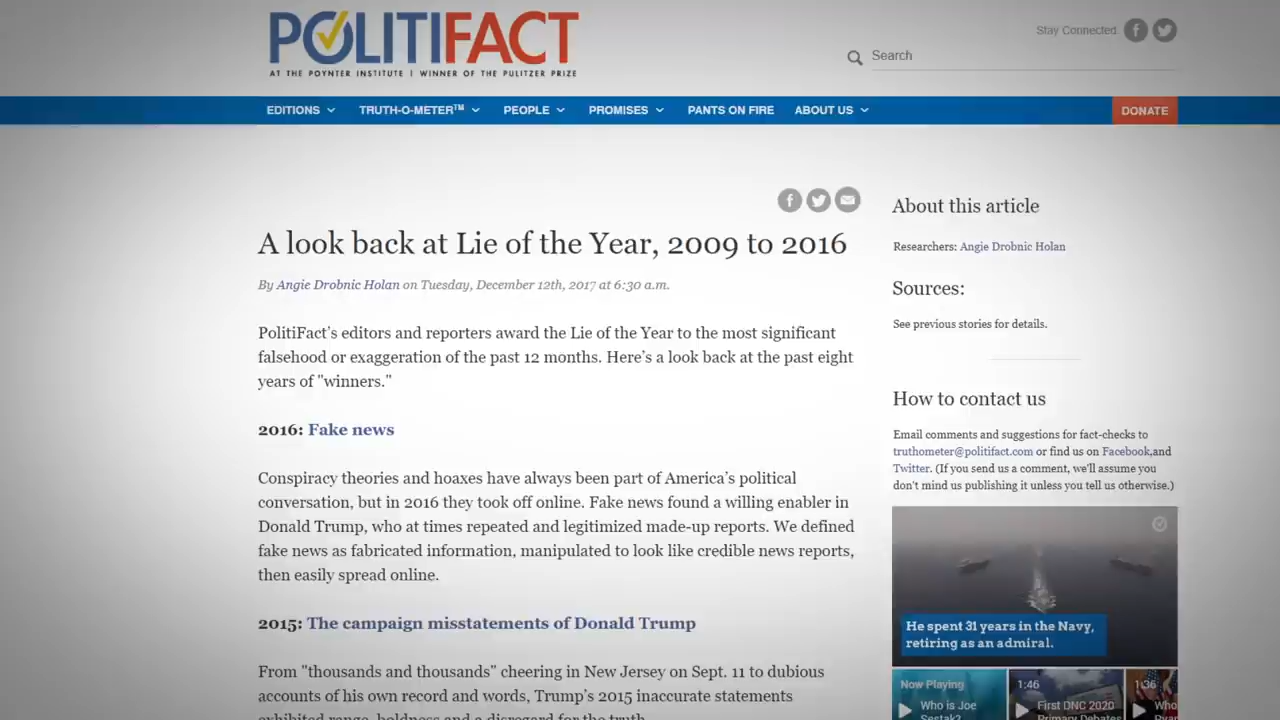 POLITIFACT
AT THE POYNTER INSTITUTE | WINNER OF THE PULITZER PRIZE
Stay Connected
Search
EDITIONS TRUTH-O-METER™ PEOPLE PROMISES PANTS ON FIRE ABOUT US DONATE
A look back at Lie of the Year, 2009 to 2016
By Angie Drobnic Holan on Tuesday, December 12th, 2017 at 6:30 a.m.
PolitiFact's editors and reporters award the Lie of the Year to the most significant
falsehood or exaggeration of the past 12 months. Here's a look back at the past eight
years of "winners."
2016: Fake news
Conspiracy theories and hoaxes have always been part of America's political
conversation, but in 2016 they took off online. Fake news found a willing enabler in
Donald Trump, who at times repeated and legitimized made-up reports. We defined
fake news as fabricated information, manipulated to look like credible news reports,
then easily spread online.
2015: The campaign misstatements of Donald Trump
From "thousands and thousands" cheering in New Jersey on Sept. 11 to dubious
accounts of his own record and words, Trump's 2015 inaccurate statements
exhibited range, boldness and a disregard for the truth.
About this article
Researchers: Angie Drobnic Holan
Sources:
See previous stories for details.
How to contact us
Email comments and suggestions for fact-checks to
truthometer@politifact.com or find us on Facebook,and
Twitter. (If you send us a comment, we'll assume you
don't mind us publishing it unless you tell us otherwise.)
He spent 31 years in the Navy,
retiring as an admiral.
Now Playing
Who is Joe
Sestak?
1:46
First DNC 2020
Primary Debates
1:36
Who